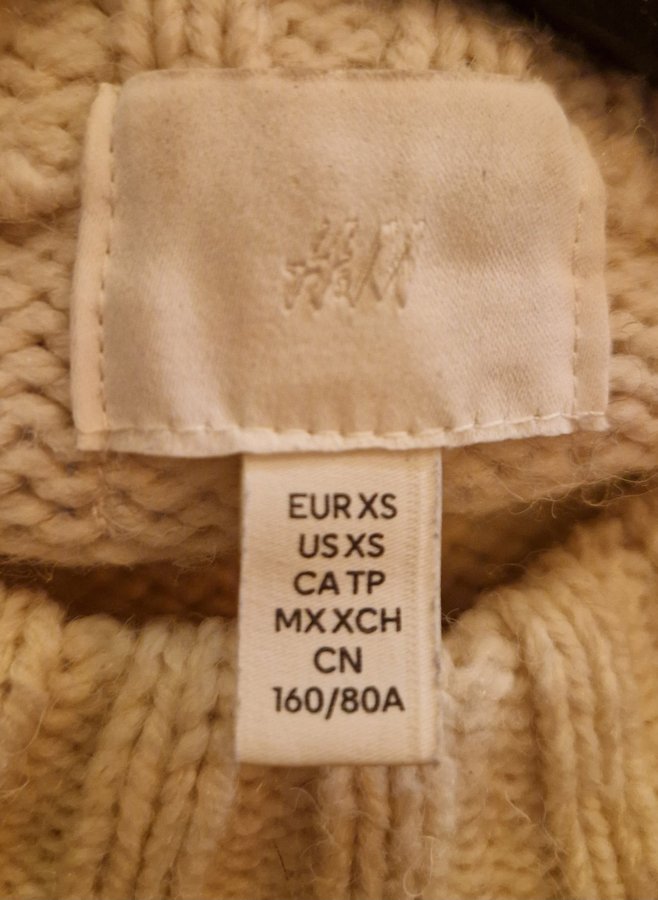 H&M
EUR XS
US XS
CA TP
MX XCH
CN
160/80A